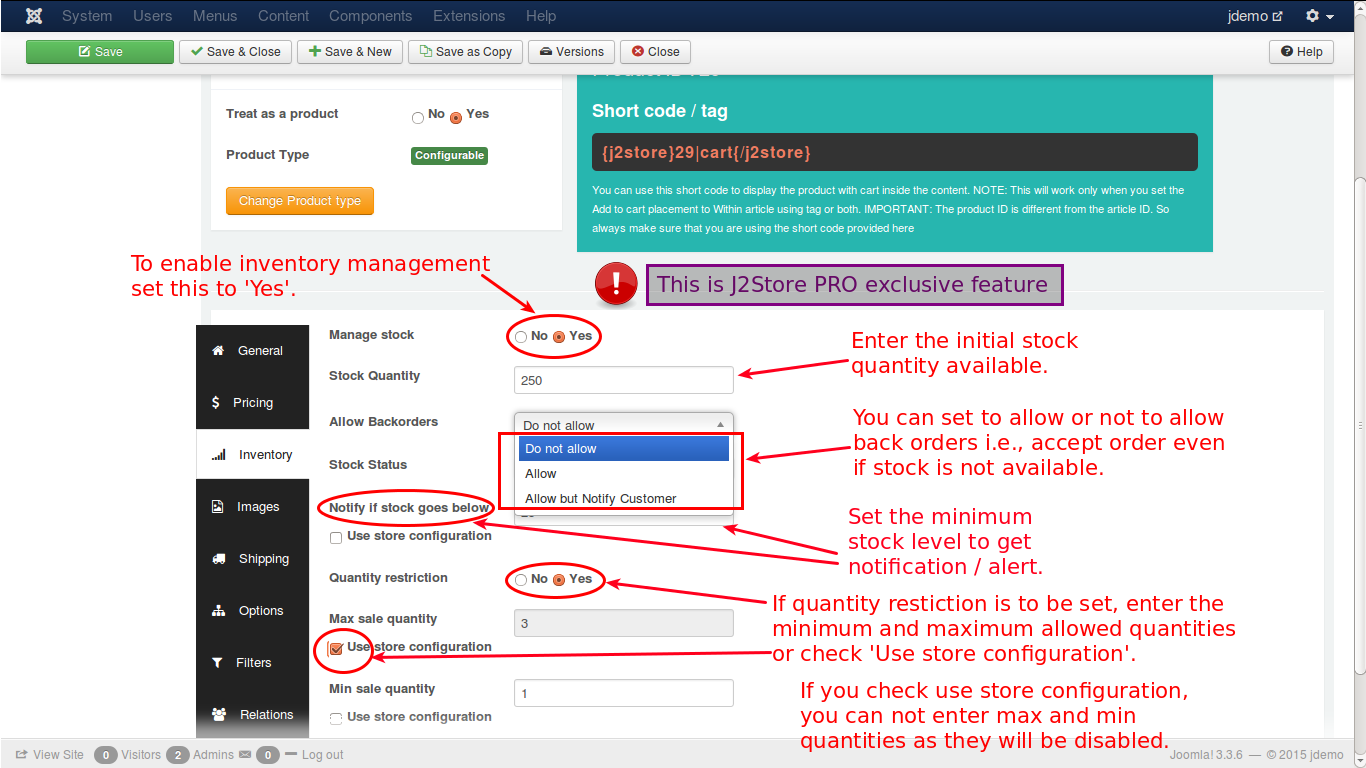 System Users Menus Content Components Extensions Help jdemo
Save Save & Close Save & New Save as Copy Versions Close Help
Treat as a product No Yes
Product Type Configurable
Change Product type
Short code / tag
{j2store}29|cart{/j2store}
You can use this short code to display the product with cart inside the content. NOTE: This will work only when you set the
Add to cart placement to Within article using tag or both. IMPORTANT: The product ID is different from the article ID. So
always make sure that you are using the short code provided here
To enable inventory management
set this to 'Yes'.
! This is J2Store PRO exclusive feature
General
Pricing
Inventory
Images
Shipping
Options
Filters
Relations
Manage stock No Yes
Stock Quantity 250
Allow Backorders Do not allow
Do not allow
Allow
Allow but Notify Customer
Stock Status
Notify if stock goes below
Use store configuration
Quantity restriction No Yes
Max sale quantity 3
Use store configuration
Min sale quantity 1
Use store configuration
Enter the initial stock
quantity available.
You can set to allow or not to allow
back orders i.e., accept order even
if stock is not available.
Set the minimum
stock level to get
notification / alert.
If quantity restiction is to be set, enter the
minimum and maximum allowed quantities
or check 'Use store configuration'.
If you check use store configuration,
you can not enter max and min
quantities as they will be disabled.
View Site 0 Visitors 2 Admins 0 Log out Joomla! 3.3.6 — © 2015 jdemo